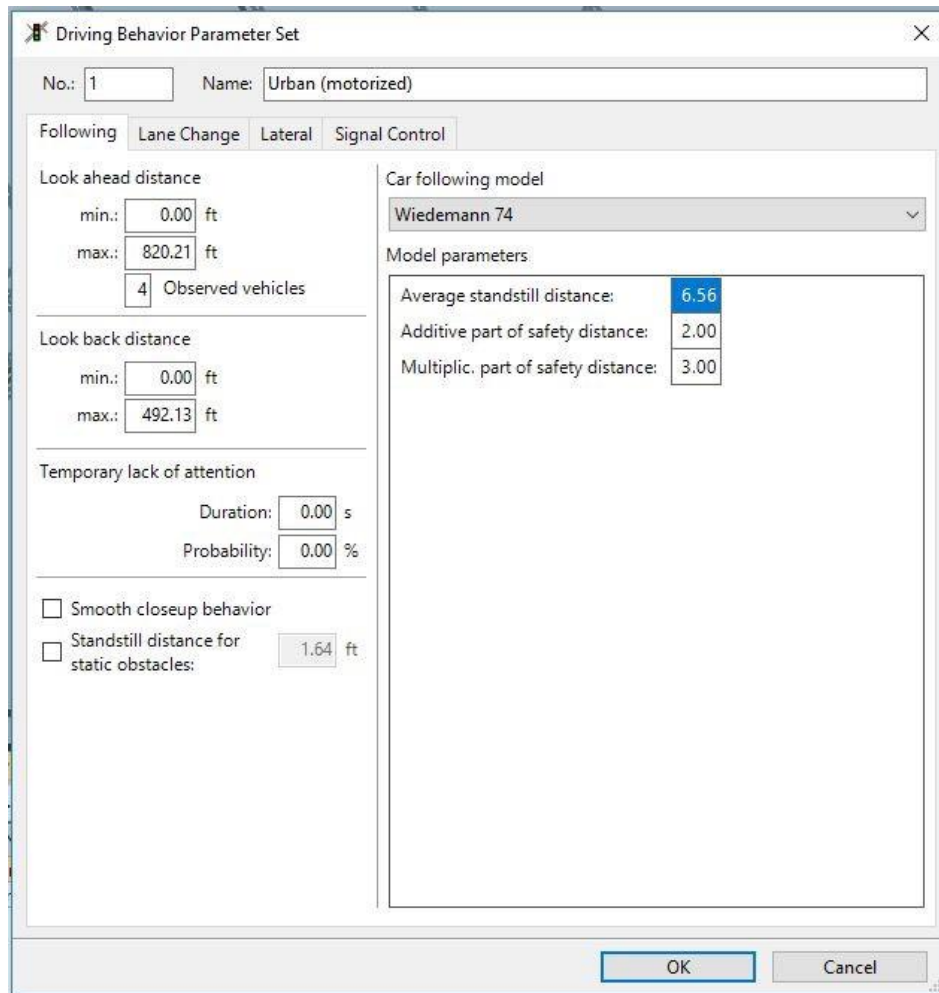 Driving Behavior Parameter Set
No.: 1 Name: Urban (motorized)
Following Lane Change Lateral Signal Control
Look ahead distance
min.: 0.00 ft
max.: 820.21 ft
4 Observed vehicles
Look back distance
min.: 0.00 ft
max.: 492.13 ft
Temporary lack of attention
Duration: 0.00 s
Probability: 0.00 %
Smooth closeup behavior
Standstill distance for
static obstacles: 1.64 ft
Car following model
Wiedemann 74
Model parameters
Average standstill distance: 6.56
Additive part of safety distance: 2.00
Multiplic. part of safety distance: 3.00
OK Cancel